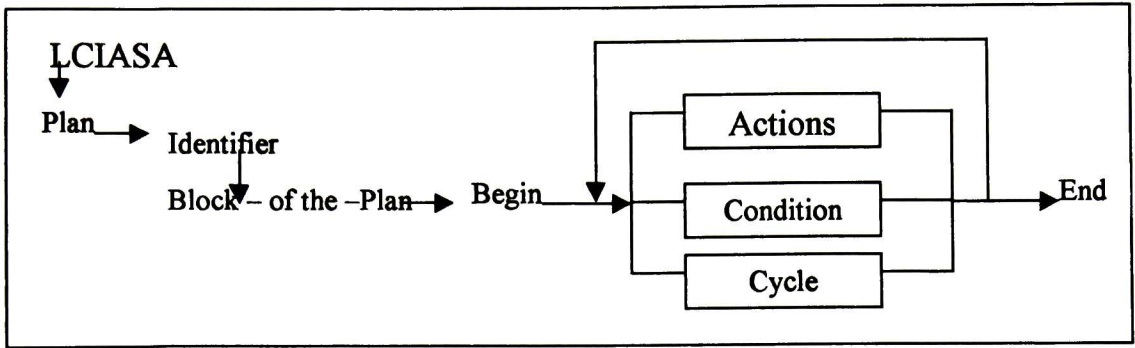 LCIASA
Plan
Identifier
Block – of the –Plan
Begin
Actions
Condition
Cycle
End